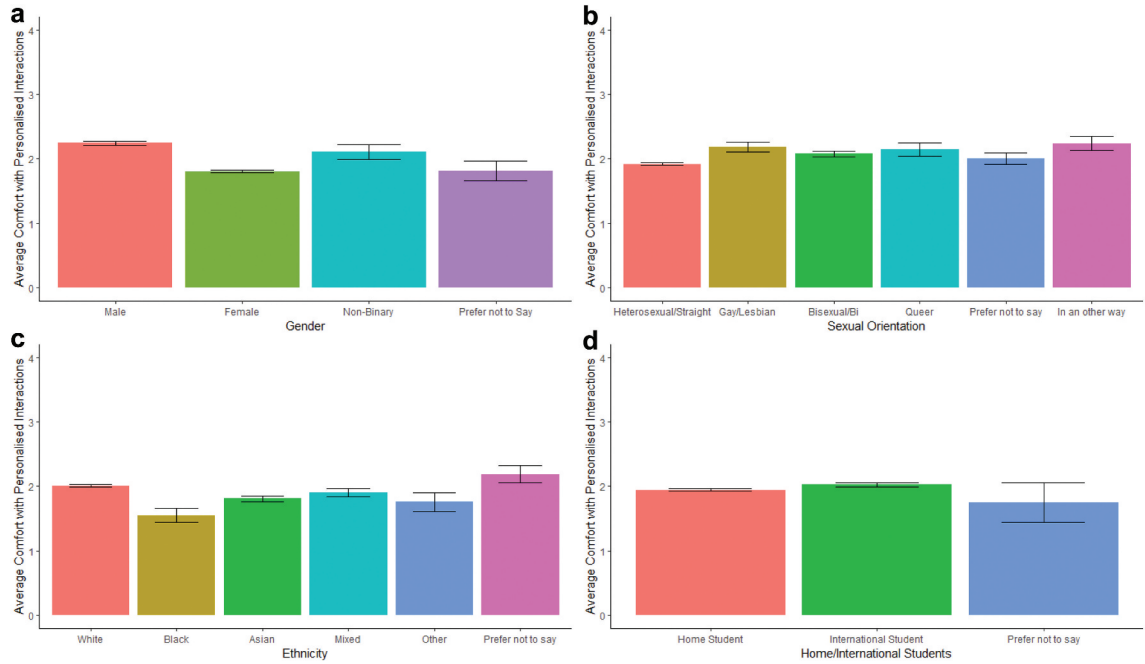 a
Average Comfort with Personalised Interactions
4
3
2
1
0
Male Female Non-Binary Prefer not to Say
Gender
b
Average Comfort with Personalised Interactions
4
3
2
1
0
Heterosexual/Straight Gay/Lesbian Bisexual/Bi Queer Prefer not to say In an other way
Sexual Orientation
c
Average Comfort with Personalised Interactions
4
3
2
1
0
White Black Asian Mixed Other Prefer not to say
Ethnicity
d
Average Comfort with Personalised Interactions
4
3
2
1
0
Home Student International Student Prefer not to say
Home/International Students